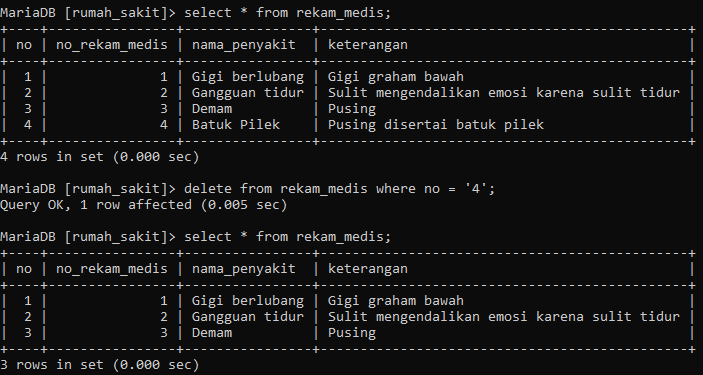 MariaDB [rumah_sakit]> select * from rekam_medis;
+----+----------------+-----------------+-----------------------------------------------+
| no | no_rekam_medis | nama_penyakit   | keterangan                                    |
+----+----------------+-----------------+-----------------------------------------------+
|  1 |              1 | Gigi berlubang  | Gigi graham bawah                             |
|  2 |              2 | Gangguan tidur  | Sulit mengendalikan emosi karena sulit tidur |
|  3 |              3 | Demam           | Pusing                                        |
|  4 |              4 | Batuk Pilek     | Pusing disertai batuk pilek                   |
+----+----------------+-----------------+-----------------------------------------------+
4 rows in set (0.000 sec)
MariaDB [rumah_sakit]> delete from rekam_medis where no = '4';
Query OK, 1 row affected (0.005 sec)
MariaDB [rumah_sakit]> select * from rekam_medis;
+----+----------------+-----------------+-----------------------------------------------+
| no | no_rekam_medis | nama_penyakit   | keterangan                                    |
+----+----------------+-----------------+-----------------------------------------------+
|  1 |              1 | Gigi berlubang  | Gigi graham bawah                             |
|  2 |              2 | Gangguan tidur  | Sulit mengendalikan emosi karena sulit tidur |
|  3 |              3 | Demam           | Pusing                                        |
+----+----------------+-----------------+-----------------------------------------------+
3 rows in set (0.000 sec)